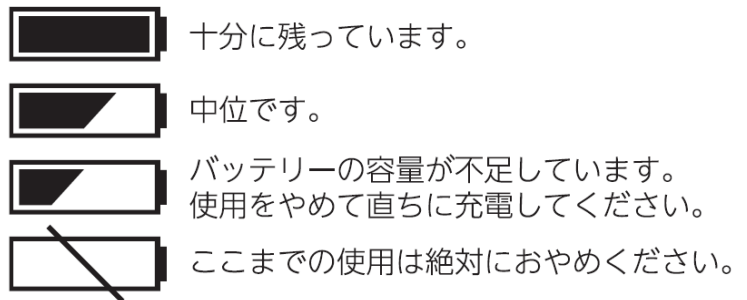 十分に残っています。
中位です。
バッテリーの容量が不足しています。
使用をやめて直ちに充電してください。
ここまでの使用は絶対におやめください。